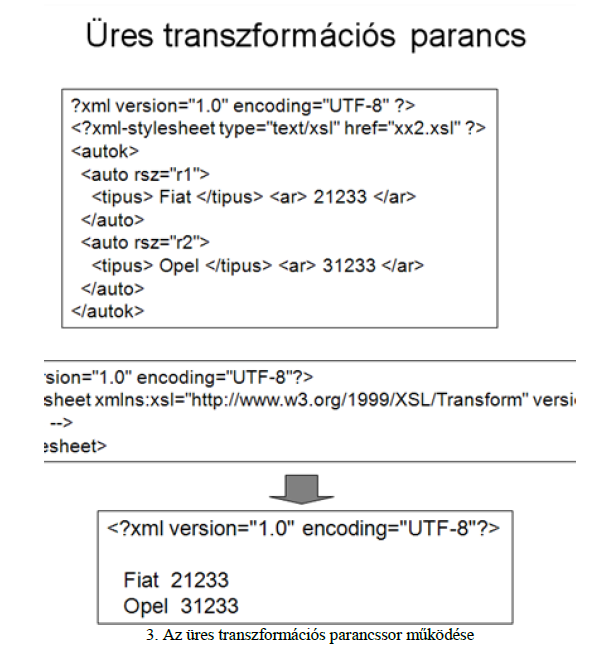 Üres transzformációs parancs
?xml version="1.0" encoding="UTF-8" ?>
<?xml-stylesheet type="text/xsl" href="xx2.xsl" ?>
<autok>
<auto rsz="r1">
<tipus> Fiat </tipus> <ar> 21233 </ar>
</auto>
<auto rsz="r2">
<tipus> Opel </tipus> <ar> 31233 </ar>
</auto>
</autok>
sion="1.0" encoding="UTF-8"?>
sheet xmlns:xsl="http://www.w3.org/1999/XSL/Transform" versi
-->
esheet>
<?xml version="1.0" encoding="UTF-8"?>
Fiat 21233
Opel 31233
3. Az üres transzformációs parancssor működése